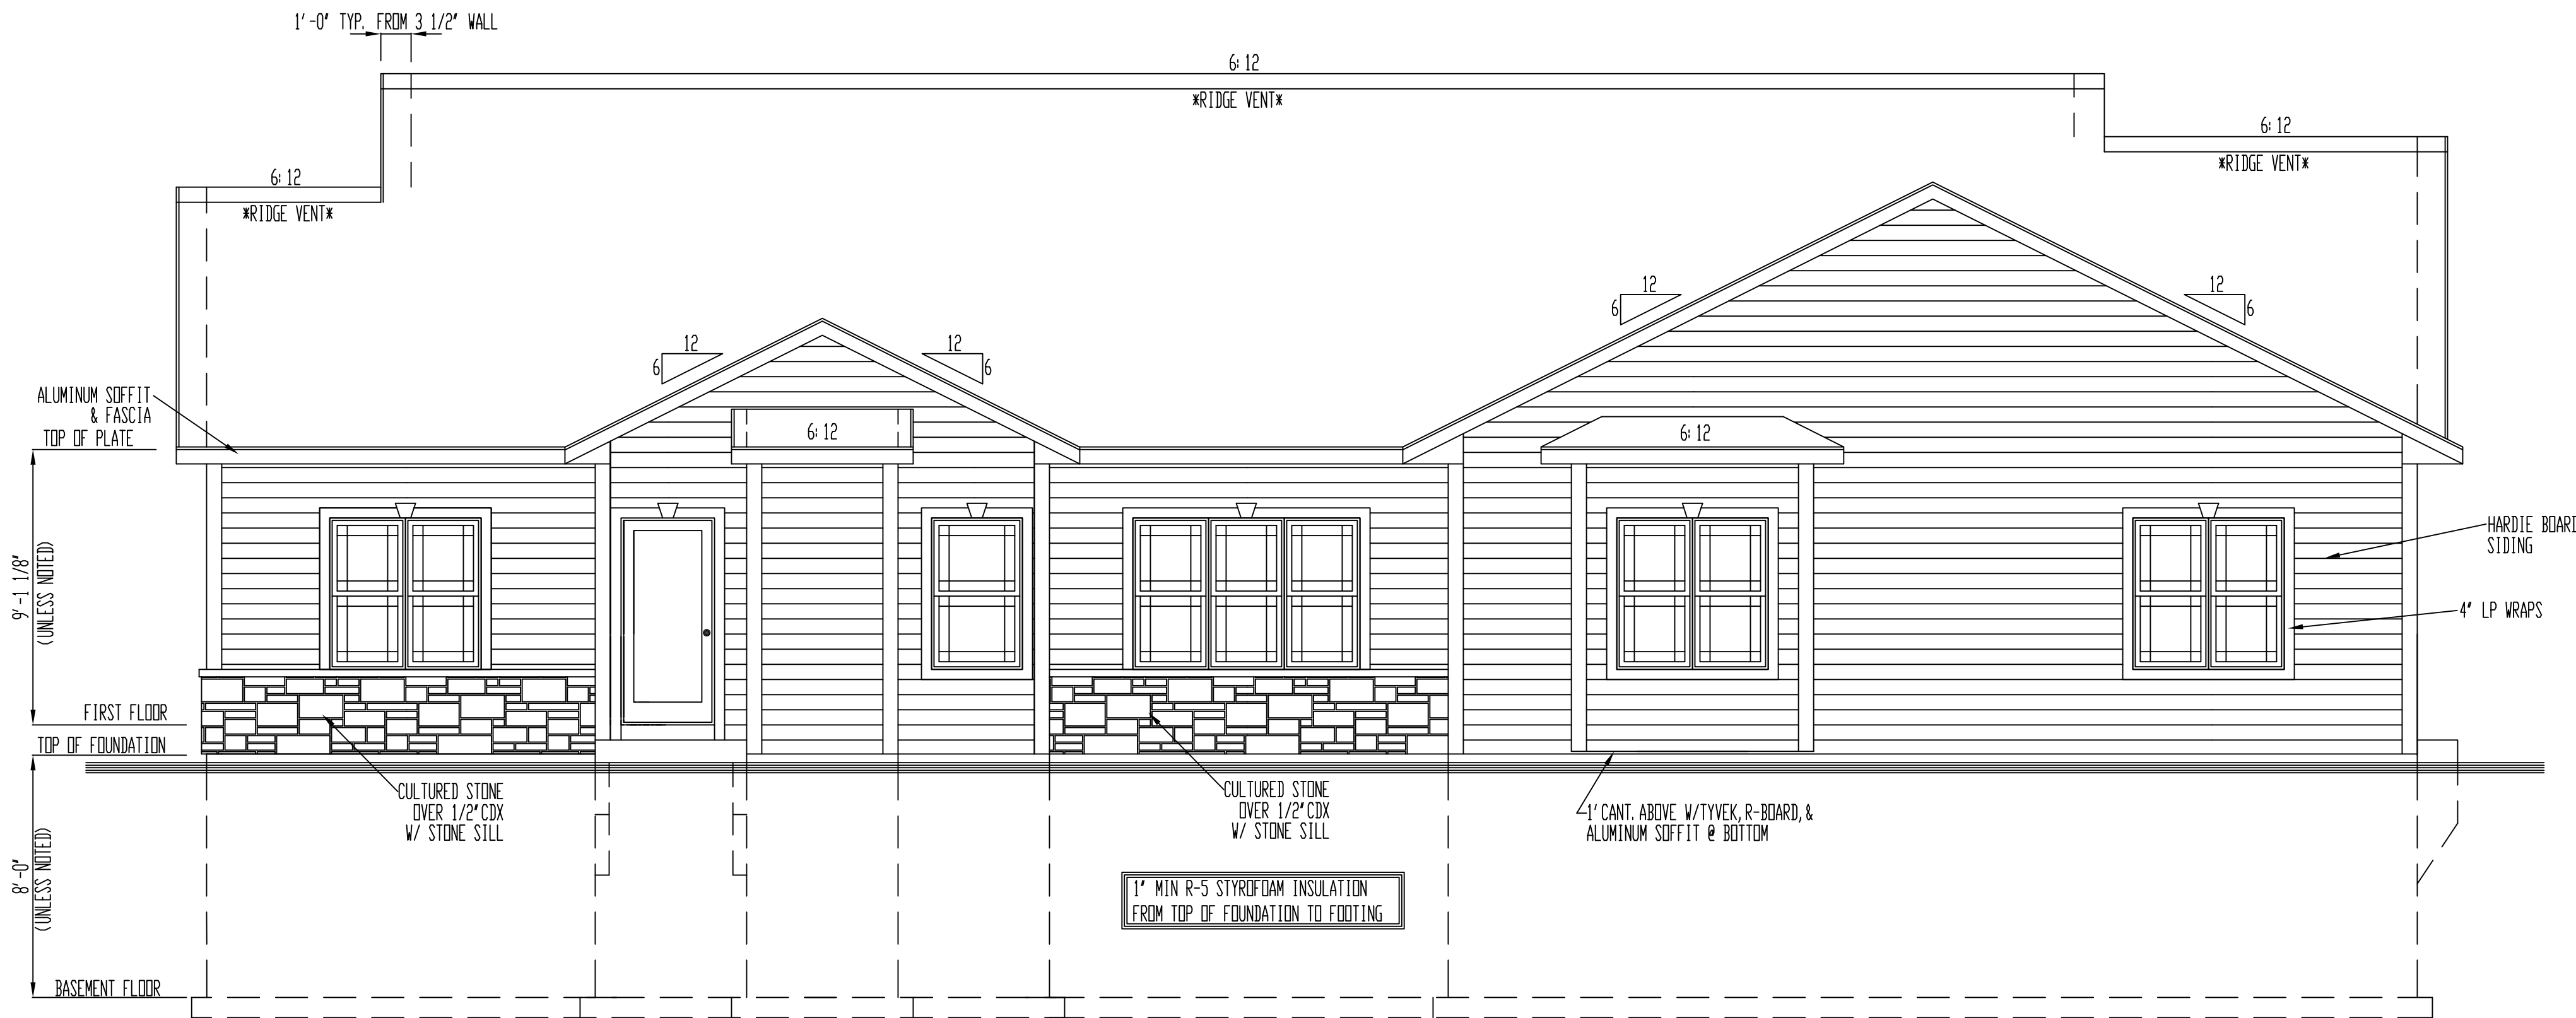 1'-0" TYP. FROM 3 1/2" WALL
6:12
*RIDGE VENT*
6:12
*RIDGE VENT*
6:12
*RIDGE VENT*
12
6
12
6
12
6
12
6
ALUMINUM SOFFIT
& FASCIA
TOP OF PLATE
6:12
6:12
9'-1 1/8"
(UNLESS NOTED)
HARDIE BOARD
SIDING
4" LP WRAPS
FIRST FLOOR
TOP OF FOUNDATION
CULTURED STONE
OVER 1/2"CDX
W/ STONE SILL
CULTURED STONE
OVER 1/2"CDX
W/ STONE SILL
1' CANT. ABOVE W/TYVEK, R-BOARD, &
ALUMINUM SOFFIT @ BOTTOM
8'-0"
(UNLESS NOTED)
1" MIN R-5 STYROFOAM INSULATION
FROM TOP OF FOUNDATION TO FOOTING
BASEMENT FLOOR